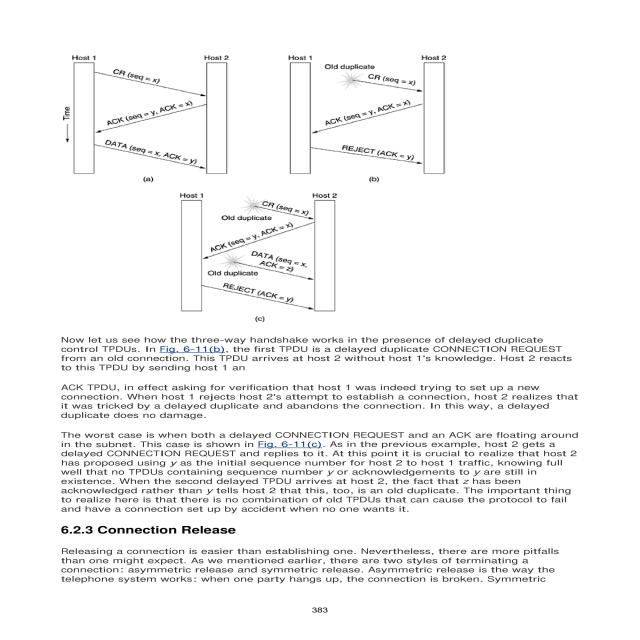 Host 1
Host 2
CR (seq = x)
ACK (seq = y, ACK = x)
DATA (seq = x, ACK = y)
Time
(a)
Host 1
Host 2
Old duplicate
CR (seq = x)
ACK (seq = y, ACK = x)
REJECT (ACK = y)
(b)
Host 1
Host 2
CR (seq = x)
Old duplicate
ACK (seq = y, ACK = x)
DATA (seq = x,
ACK = z)
Old duplicate
REJECT (ACK = y)
(c)
Now let us see how the three-way handshake works in the presence of delayed duplicate
control TPDUs. In Fig. 6-11(b), the first TPDU is a delayed duplicate CONNECTION REQUEST
from an old connection. This TPDU arrives at host 2 without host 1's knowledge. Host 2 reacts
to this TPDU by sending host 1 an
ACK TPDU, in effect asking for verification that host 1 was indeed trying to set up a new
connection. When host 1 rejects host 2's attempt to establish a connection, host 2 realizes that
it was tricked by a delayed duplicate and abandons the connection. In this way, a delayed
duplicate does no damage.
The worst case is when both a delayed CONNECTION REQUEST and an ACK are floating around
in the subnet. This case is shown in Fig. 6-11(c). As in the previous example, host 2 gets a
delayed CONNECTION REQUEST and replies to it. At this point it is crucial to realize that host 2
has proposed using y as the initial sequence number for host 2 to host 1 traffic, knowing full
well that no TPDUs containing sequence number y or acknowledgements to y are still in
existence. When the second delayed TPDU arrives at host 2, the fact that z has been
acknowledged rather than y tells host 2 that this, too, is an old duplicate. The important thing
to realize here is that there is no combination of old TPDUs that can cause the protocol to fail
and have a connection set up by accident when no one wants it.
6.2.3 Connection Release
Releasing a connection is easier than establishing one. Nevertheless, there are more pitfalls
than one might expect. As we mentioned earlier, there are two styles of terminating a
connection: asymmetric release and symmetric release. Asymmetric release is the way the
telephone system works: when one party hangs up, the connection is broken. Symmetric
383